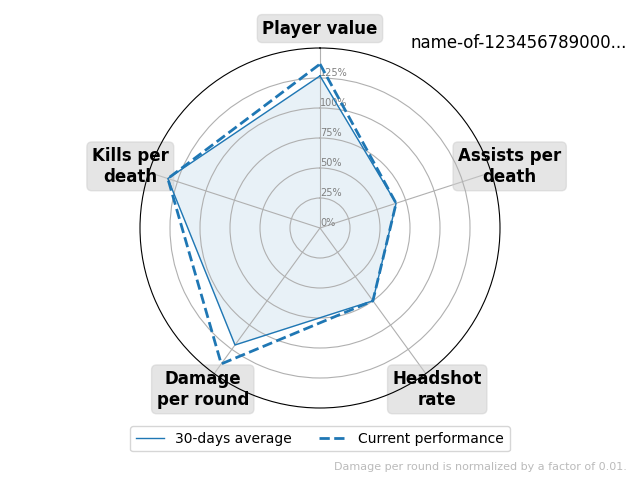 Player value
name-of-123456789000...
125%
100%
75%
50%
25%
0%
Kills per
death
Assists per
death
Damage
per round
Headshot
rate
30-days average
Current performance
Damage per round is normalized by a factor of 0.01.